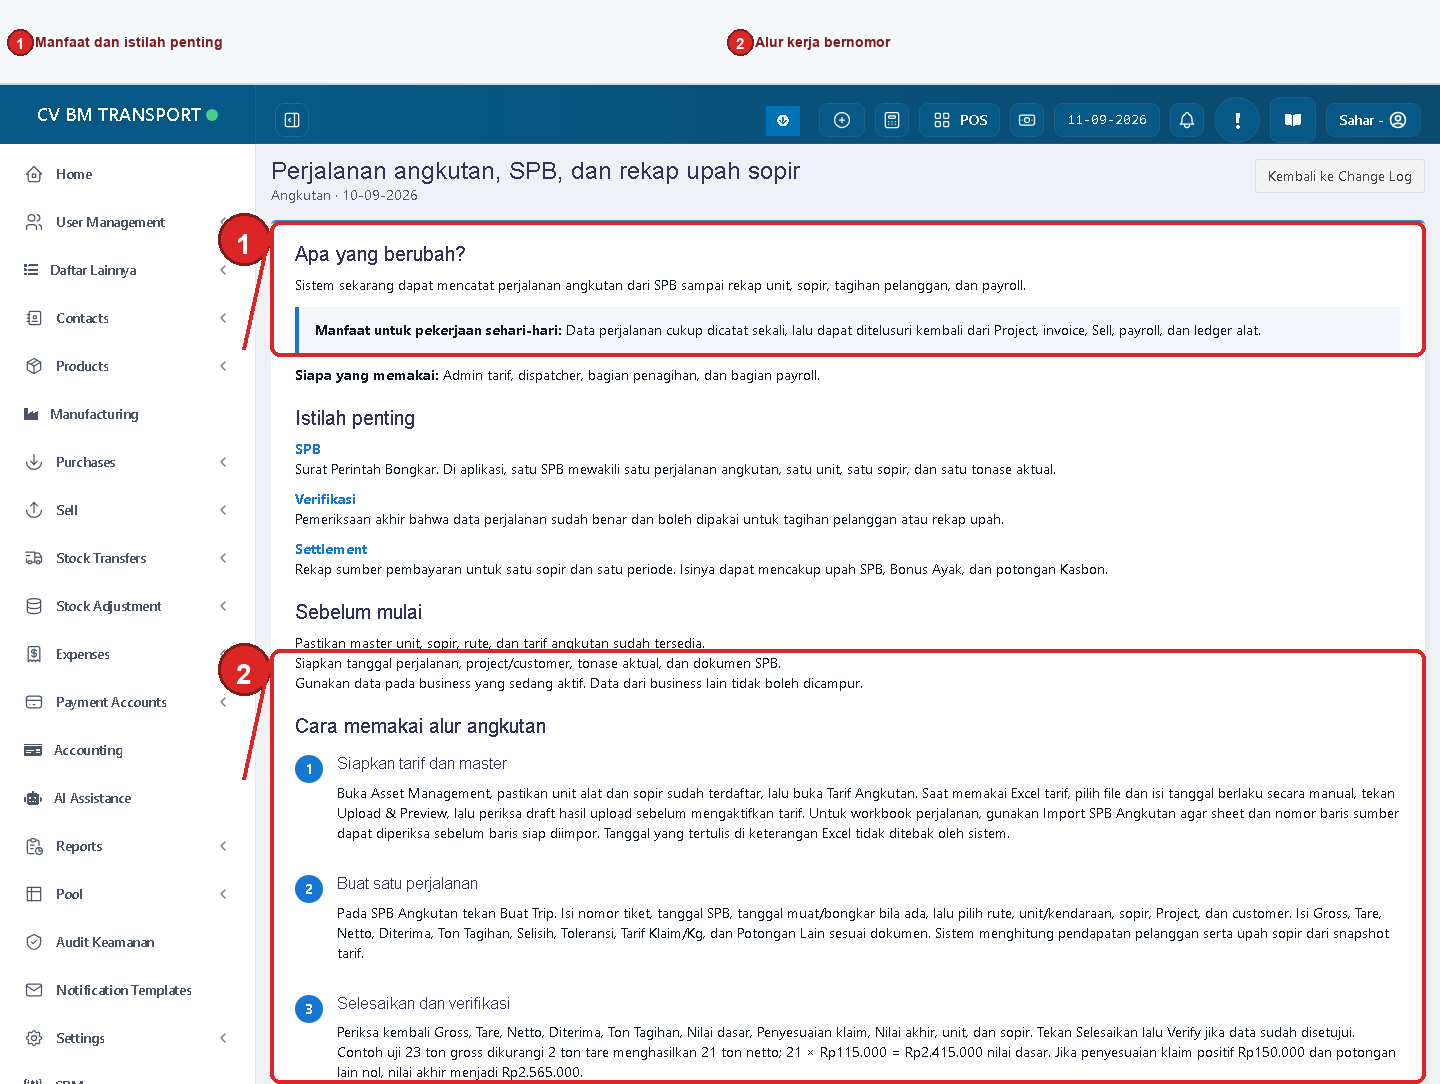 1 Manfaat dan istilah penting
2 Alur kerja bernomor
CV BM TRANSPORT
POS
11-09-2026
Sahar -
Home
User Management
Daftar Lainnya
Contacts
Products
Manufacturing
Purchases
Sell
Stock Transfers
Stock Adjustment
Expenses
Payment Accounts
Accounting
AI Assistance
Reports
Pool
Audit Keamanan
Notification Templates
Settings
Perjalanan angkutan, SPB, dan rekap upah sopir
Angkutan · 10-09-2026
Kembali ke Change Log
1
Apa yang berubah?
Sistem sekarang dapat mencatat perjalanan angkutan dari SPB sampai rekap unit, sopir, tagihan pelanggan, dan payroll.
Manfaat untuk pekerjaan sehari-hari: Data perjalanan cukup dicatat sekali, lalu dapat ditelusuri kembali dari Project, invoice, Sell, payroll, dan ledger alat.
Siapa yang memakai: Admin tarif, dispatcher, bagian penagihan, dan bagian payroll.
Istilah penting
SPB
Surat Perintah Bongkar. Di aplikasi, satu SPB mewakili satu perjalanan angkutan, satu unit, satu sopir, dan satu tonase aktual.
Verifikasi
Pemeriksaan akhir bahwa data perjalanan sudah benar dan boleh dipakai untuk tagihan pelanggan atau rekap upah.
Settlement
Rekap sumber pembayaran untuk satu sopir dan satu periode. Isinya dapat mencakup upah SPB, Bonus Ayak, dan potongan Kasbon.
Sebelum mulai
Pastikan master unit, sopir, rute, dan tarif angkutan sudah tersedia.
2
Siapkan tanggal perjalanan, project/customer, tonase aktual, dan dokumen SPB.
Gunakan data pada business yang sedang aktif. Data dari business lain tidak boleh dicampur.
Cara memakai alur angkutan
1 Siapkan tarif dan master
Buka Asset Management, pastikan unit alat dan sopir sudah terdaftar, lalu buka Tarif Angkutan. Saat memakai Excel tarif, pilih file dan isi tanggal berlaku secara manual, tekan
Upload & Preview, lalu periksa draft hasil upload sebelum mengaktifkan tarif. Untuk workbook perjalanan, gunakan Import SPB Angkutan agar sheet dan nomor baris sumber
dapat diperiksa sebelum baris siap diimpor. Tanggal yang tertulis di keterangan Excel tidak ditebak oleh sistem.
2 Buat satu perjalanan
Pada SPB Angkutan tekan Buat Trip. Isi nomor tiket, tanggal SPB, tanggal muat/bongkar bila ada, lalu pilih rute, unit/kendaraan, sopir, Project, dan customer. Isi Gross, Tare,
Netto, Diterima, Ton Tagihan, Selisih, Toleransi, Tarif Klaim/Kg, dan Potongan Lain sesuai dokumen. Sistem menghitung pendapatan pelanggan serta upah sopir dari snapshot
tarif.
3 Selesaikan dan verifikasi
Periksa kembali Gross, Tare, Netto, Diterima, Ton Tagihan, Nilai dasar, Penyesuaian klaim, Nilai akhir, unit, dan sopir. Tekan Selesaikan lalu Verify jika data sudah disetujui.
Contoh uji 23 ton gross dikurangi 2 ton tare menghasilkan 21 ton netto; 21 × Rp115.000 = Rp2.415.000 nilai dasar. Jika penyesuaian klaim positif Rp150.000 dan potongan
lain nol, nilai akhir menjadi Rp2.565.000.